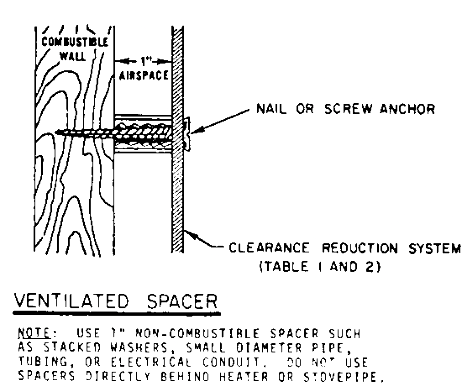 COMBUSTIBLE
WALL
1"
AIRSPACE
NAIL OR SCREW ANCHOR
CLEARANCE REDUCTION SYSTEM
(TABLE 1 AND 2)
VENTILATED SPACER
NOTE: USE 1" NON-COMBUSTIBLE SPACER SUCH
AS STACKED WASHERS, SMALL DIAMETER PIPE,
TUBING, OR ELECTRICAL CONDUIT. DO NOT USE
SPACERS DIRECTLY BEHIND HEATER OR STOVEPIPE.